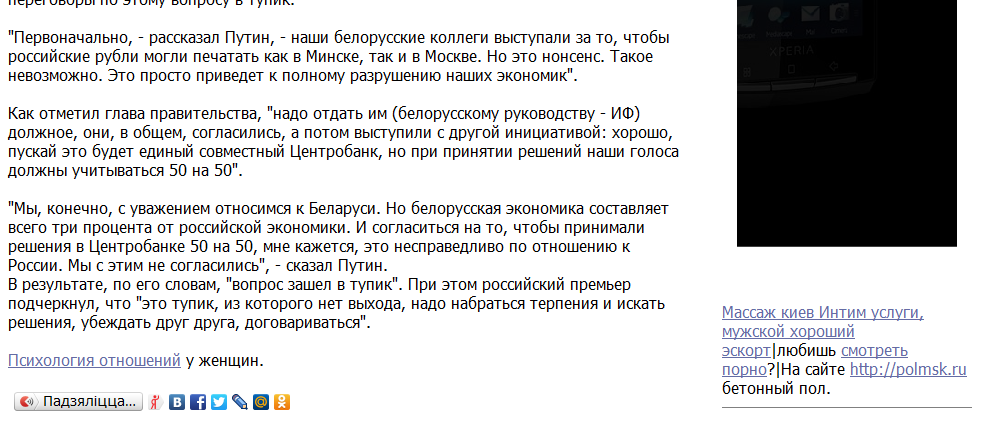 переговоры по этому вопросу в тупик.
"Первоначально, - рассказал Путин, - наши белорусские коллеги выступали за то, чтобы
российские рубли могли печатать как в Минске, так и в Москве. Но это нонсенс. Такое
невозможно. Это просто приведет к полному разрушению наших экономик".
Как отметил глава правительства, "надо отдать им (белорусскому руководству - ИФ)
должное, они, в общем, согласились, а потом выступили с другой инициативой: хорошо,
пускай это будет единый совместный Центробанк, но при принятии решений наши голоса
должны учитываться 50 на 50".
"Мы, конечно, с уважением относимся к Беларуси. Но белорусская экономика составляет
всего три процента от российской экономики. И согласиться на то, чтобы принимали
решения в Центробанке 50 на 50, мне кажется, это несправедливо по отношению к
России. Мы с этим не согласились", - сказал Путин.
В результате, по его словам, "вопрос зашел в тупик". При этом российский премьер
подчеркнул, что "это тупик, из которого нет выхода, надо набраться терпения и искать
решения, убеждать друг друга, договариваться".
Психология отношений у женщин.
Падзяліцца...
XPERIA
Массаж киев Интим услуги,
мужской хороший
эскорт|любишь смотреть
порно?|На сайте http://polmsk.ru
бетонный пол.